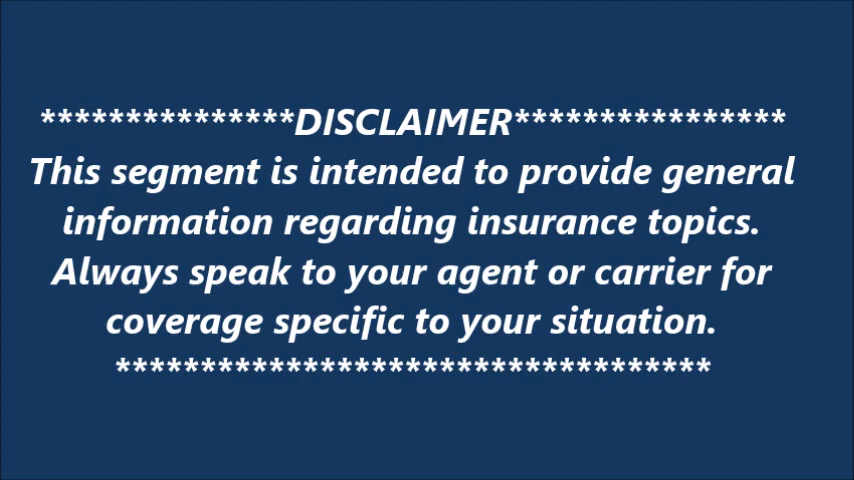 ***************DISCLAIMER****************
This segment is intended to provide general
information regarding insurance topics.
Always speak to your agent or carrier for
coverage specific to your situation.
***********************************